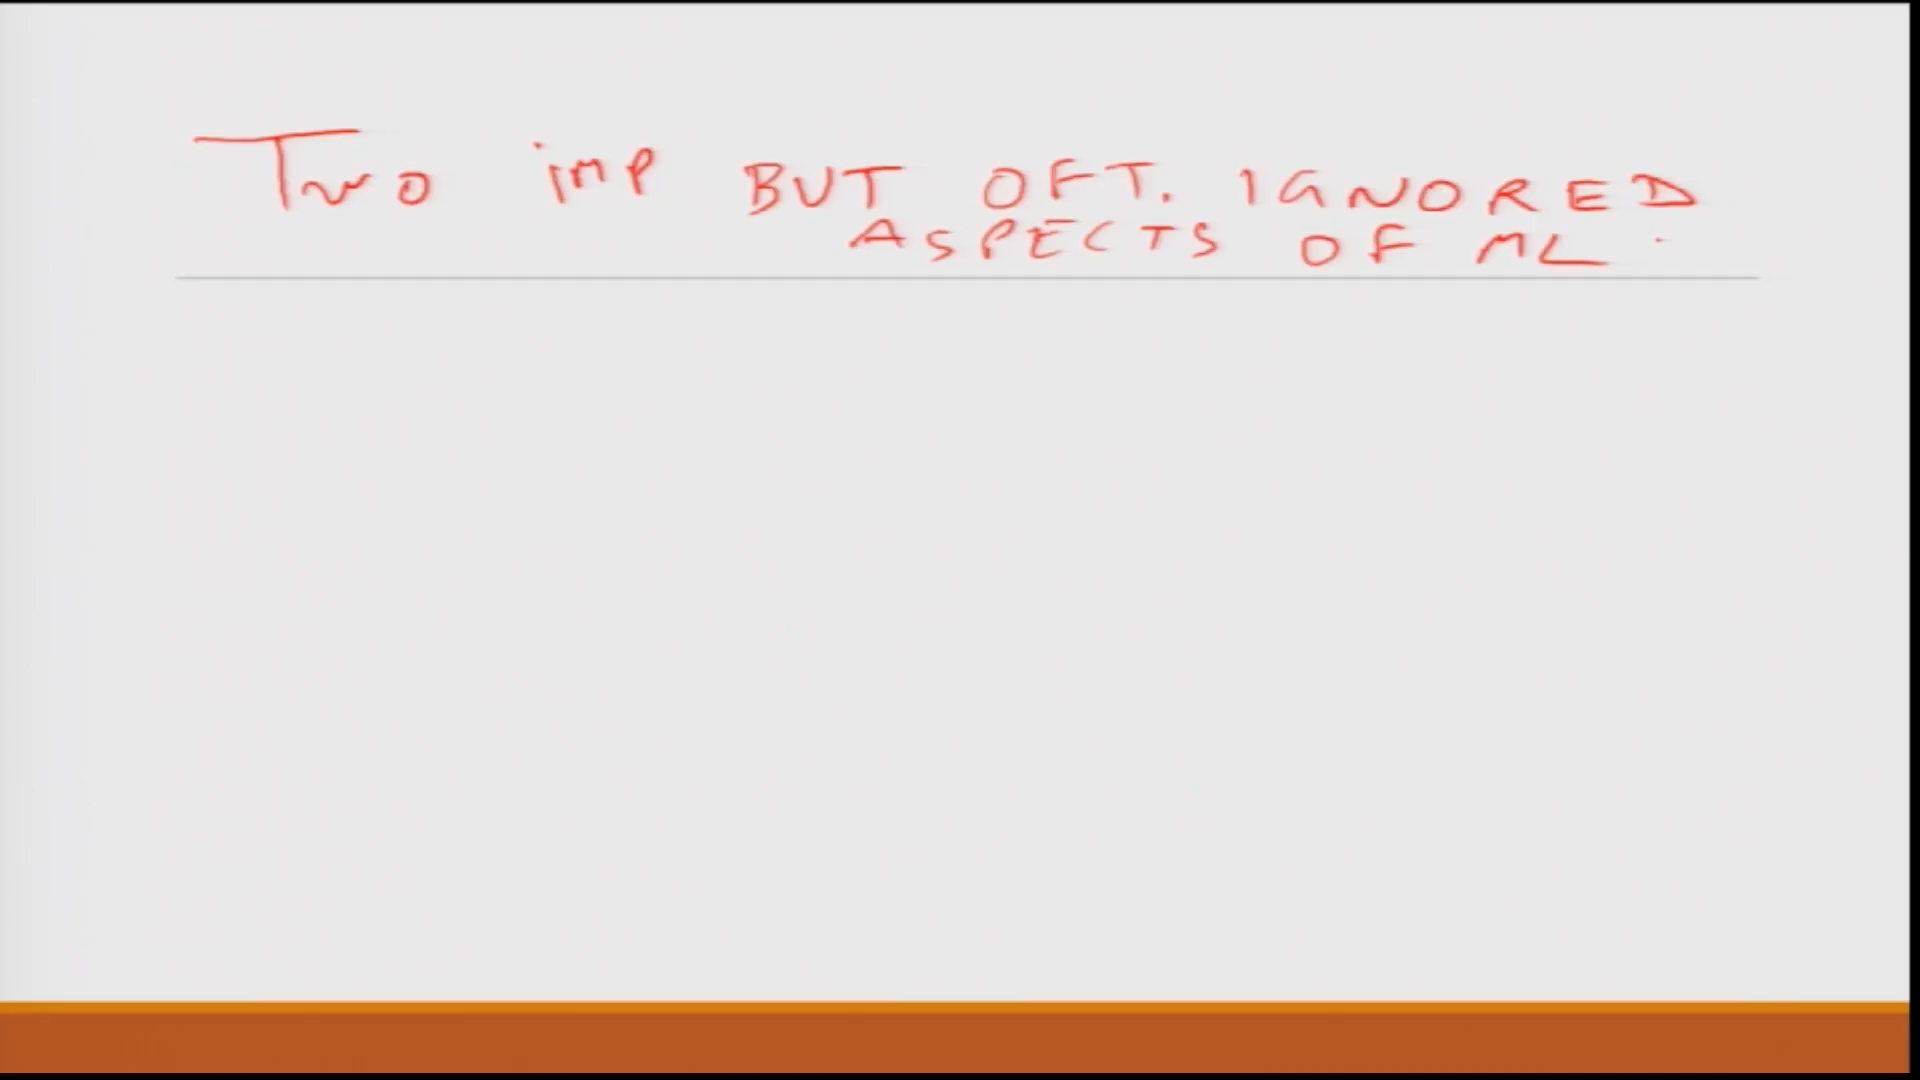 Two imp BUT OFT. IGNORED
ASPECTS OF ML.